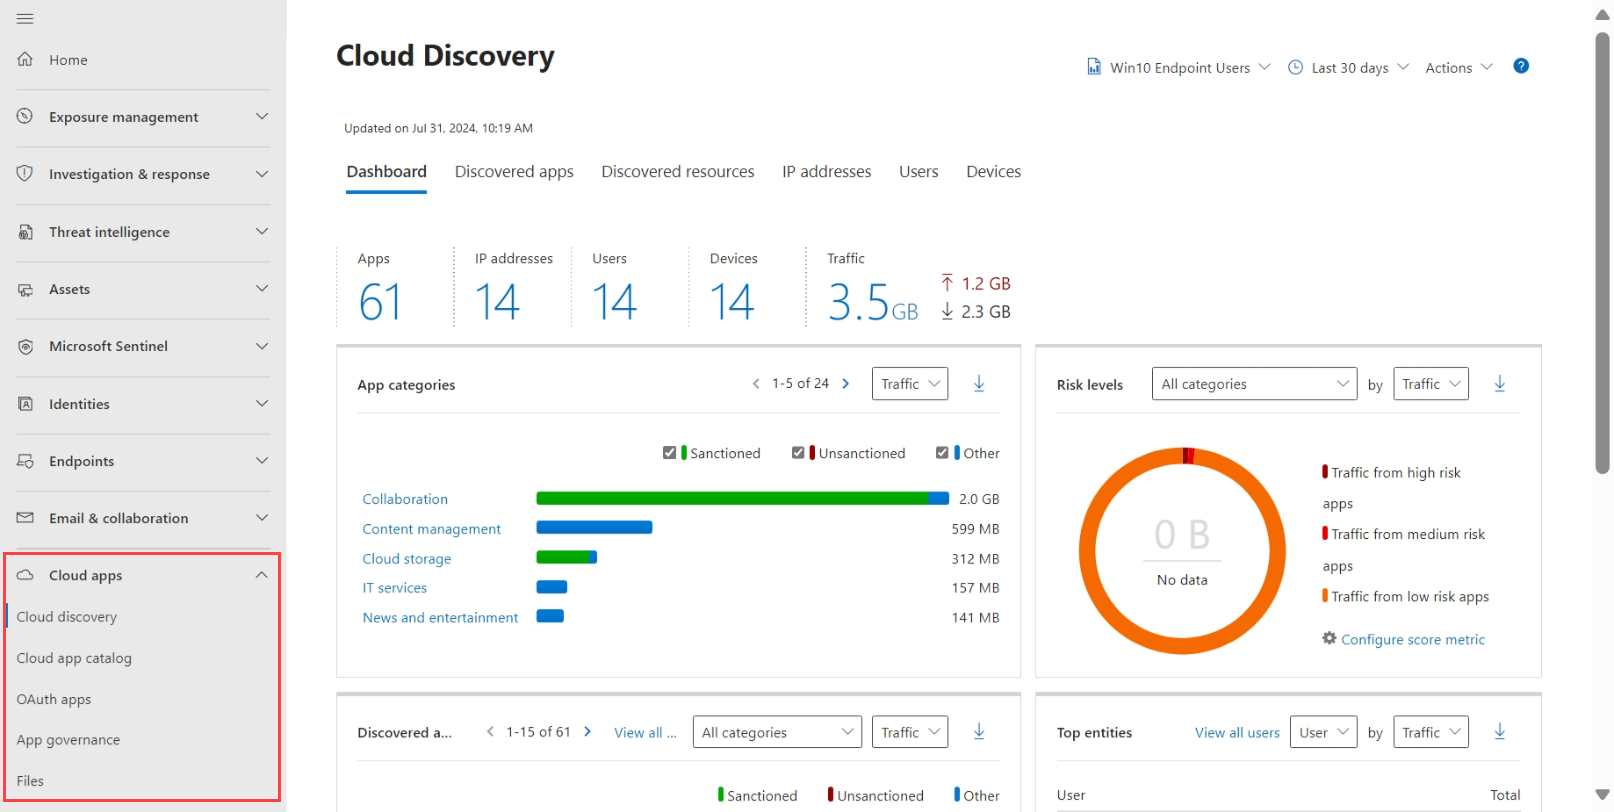 Home
Exposure management
Investigation & response
Threat intelligence
Assets
Microsoft Sentinel
Identities
Endpoints
Email & collaboration
Cloud apps
Cloud discovery
Cloud app catalog
OAuth apps
App governance
Files
Cloud Discovery
Win10 Endpoint Users
Last 30 days
Actions
?
Updated on Jul 31, 2024, 10:19 AM
Dashboard Discovered apps Discovered resources IP addresses Users Devices
Apps IP addresses Users Devices Traffic
61 14 14 14 3.5 GB
1.2 GB
2.3 GB
App categories 1-5 of 24 Traffic
Sanctioned Unsanctioned Other
Collaboration 2.0 GB
Content management 599 MB
Cloud storage 312 MB
IT services 157 MB
News and entertainment 141 MB
Risk levels All categories by Traffic
0 B
No data
Traffic from high risk
apps
Traffic from medium risk
apps
Traffic from low risk apps
Configure score metric
Discovered a... 1-15 of 61 View all ... All categories Traffic
Sanctioned Unsanctioned Other
Top entities View all users User by Traffic
User Total